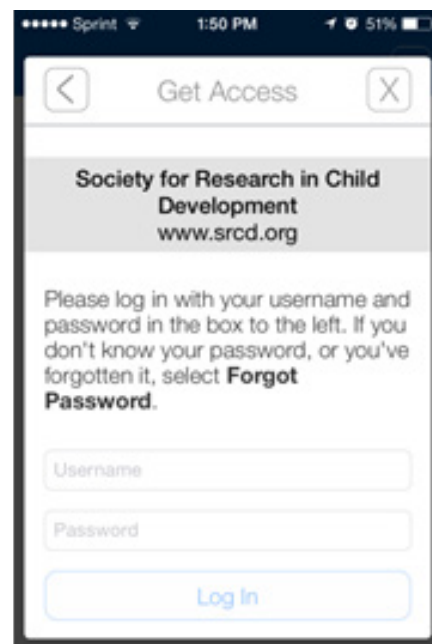 Sprint 1:50 PM 51%
Get Access X
Society for Research in Child
Development
www.srcd.org
Please log in with your username and
password in the box to the left. If you
don't know your password, or you've
forgotten it, select Forgot
Password.
Username
Password
Log In